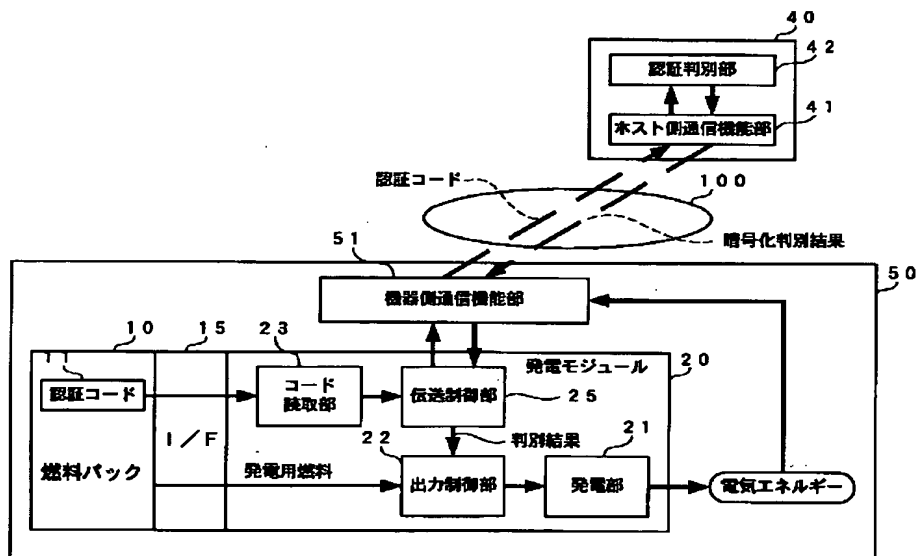 ４０
４２
認証判別部
４１
ホスト側通信機能部
認証コード
１００
暗号化判別結果
５１
５０
機器側通信機能部
１０
１５
２３
発電モジュール
２０
１１
認証コード
コード
読取部
伝送制御部
２５
Ｉ／Ｆ
２２
判別結果
２１
燃料パック
発電用燃料
出力制御部
発電部
電気エネルギー